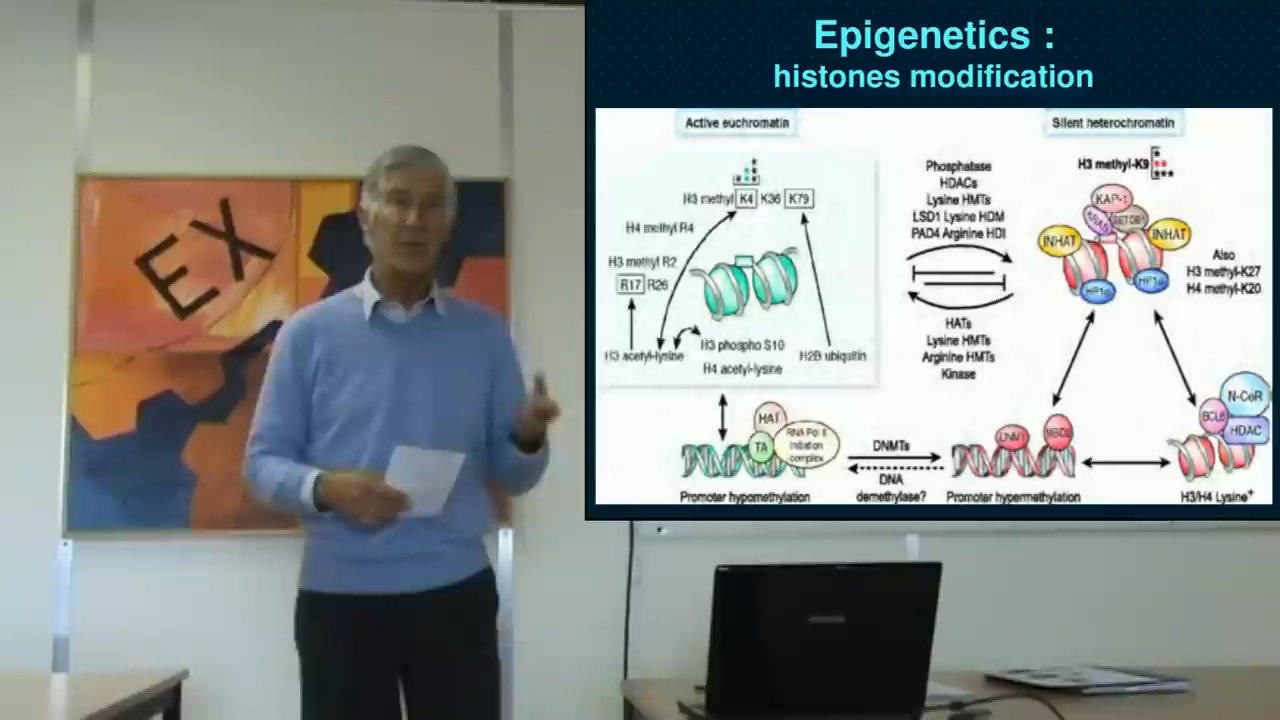 Epigenetics :
histones modification
Active euchromatin
Silent heterochromatin
H3 methyl K4 K36 K79
H4 methyl R4
H3 methyl R2
R17 R26
H3 acetyl-lysine
H3 phospho S10
H4 acetyl-lysine
H2B ubiquitin
Phosphatase
HDACs
Lysine HMTs
LSD1 Lysine HDM
PAD4 Arginine HDI
HATs
Lysine HMTs
Arginine HMTs
Kinase
H3 methyl-K9
KAP-1
KRAB
SETDB1
INHAT
INHAT
HP1α
HP1α
Also
H3 methyl-K27
H4 methyl-K20
HAT
TA
RNA Pol II
initiation
complex
Promoter hypomethylation
DNMTs
DNA
demethylase?
DNMT
MBD2
Promoter hypermethylation
N-CoR
BCL6
HDAC
H3/H4 Lysine+
EX